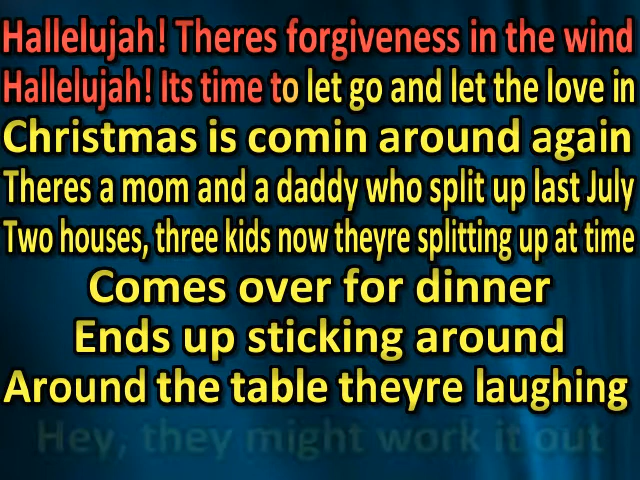 Hallelujah! Theres forgiveness in the wind
Hallelujah! Its time to let go and let the love in
Christmas is comin around again
Theres a mom and a daddy who split up last July
Two houses, three kids now theyre splitting up at time
Comes over for dinner
Ends up sticking around
Around the table theyre laughing
Hey, they might work it out